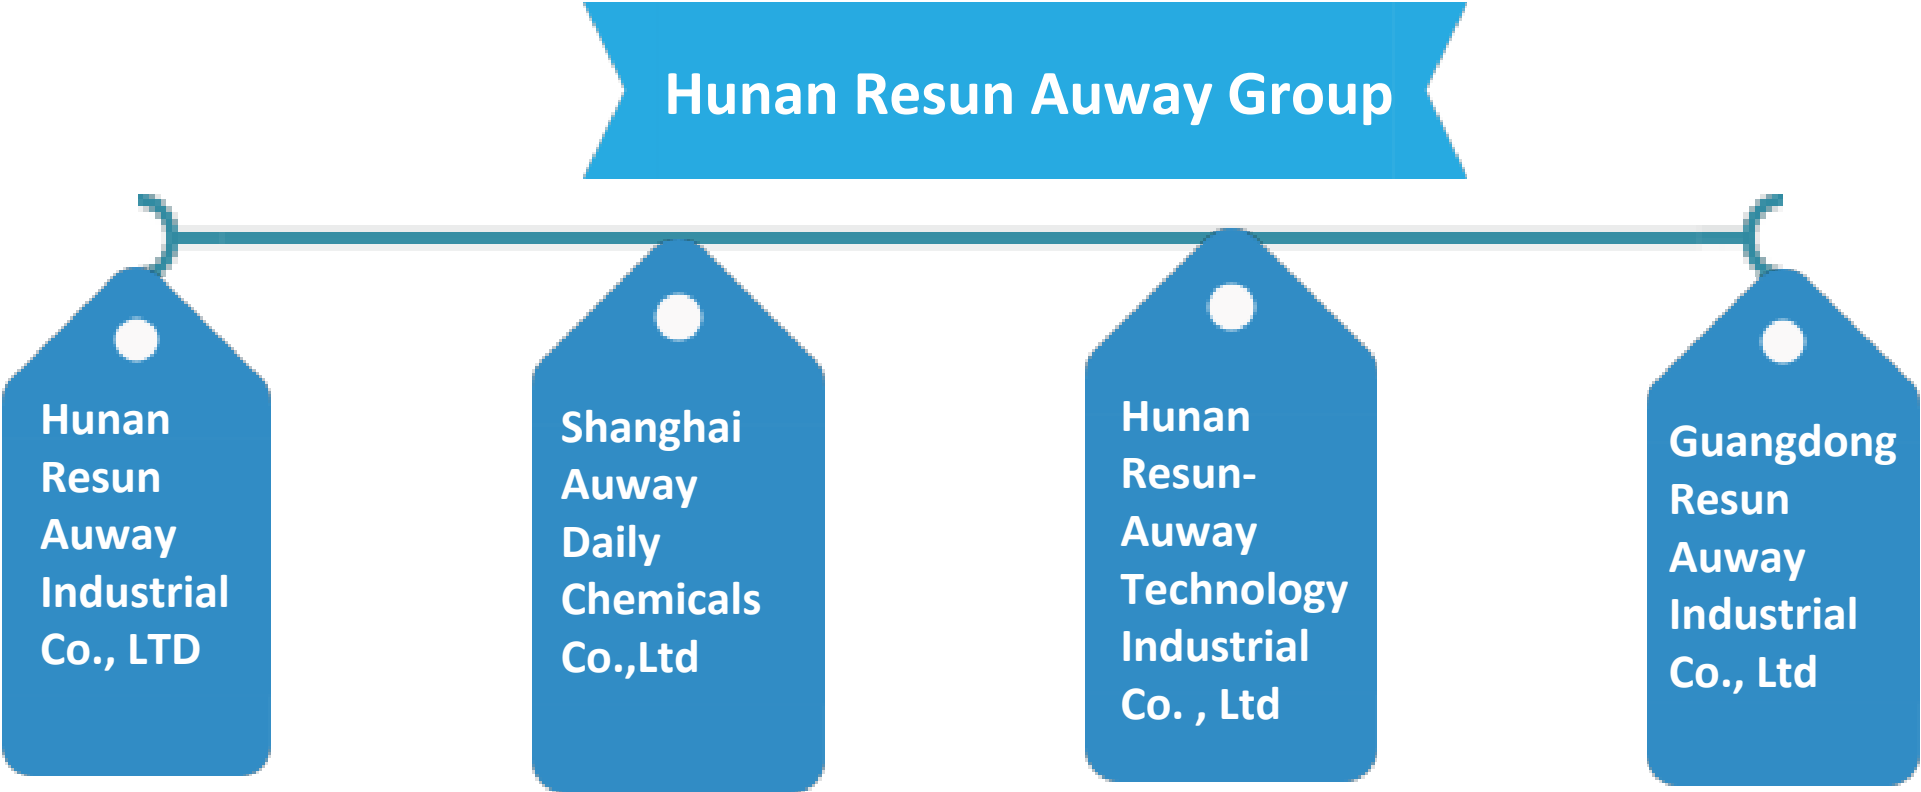 Hunan Resun Auway Group
Hunan
Resun
Auway
Industrial
Co., LTD
Shanghai
Auway
Daily
Chemicals
Co.,Ltd
Hunan
Resun-
Auway
Technology
Industrial
Co. , Ltd
Guangdong
Resun
Auway
Industrial
Co., Ltd